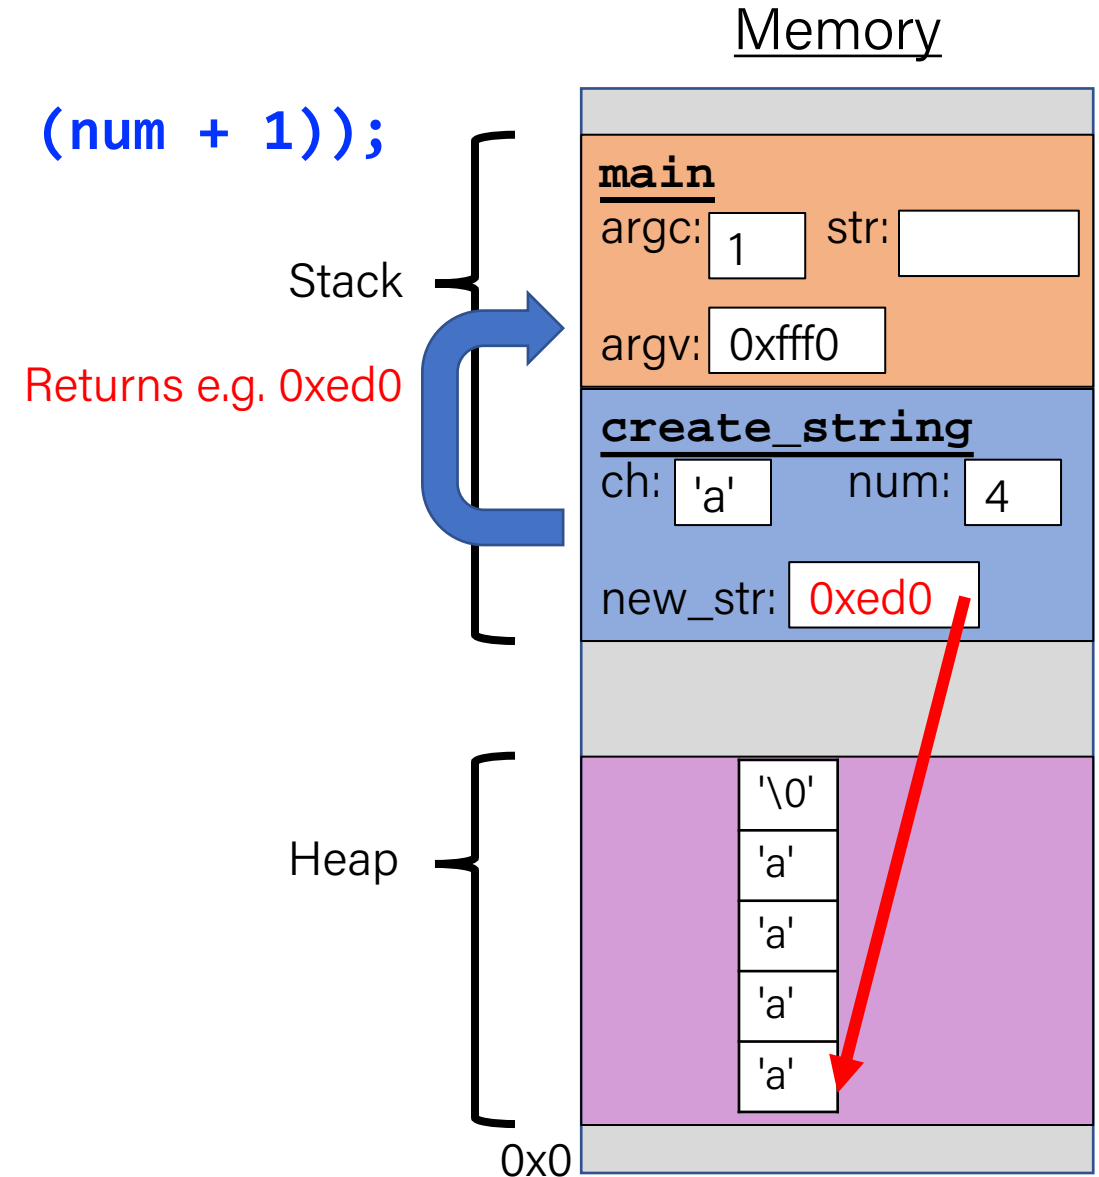 Memory
(num + 1));
main
argc: 1 str:
Stack
argv: 0xfff0
Returns e.g. 0xed0
create_string
ch: 'a' num: 4
new_str: 0xed0
'\0'
'a'
Heap
'a'
'a'
'a'
0x0